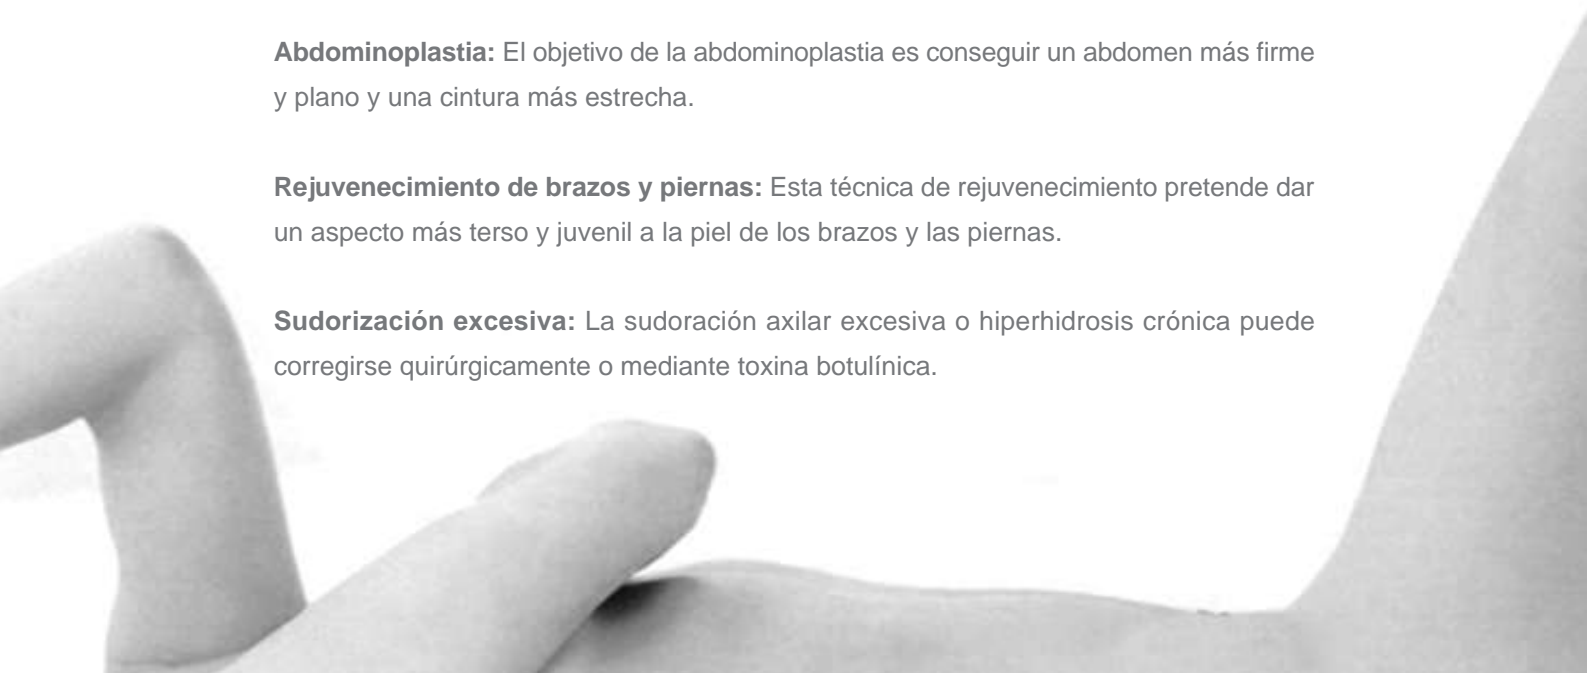 Abdominoplastia: El objetivo de la abdominoplastia es conseguir un abdomen más firme
y plano y una cintura más estrecha.
Rejuvenecimiento de brazos y piernas: Esta técnica de rejuvenecimiento pretende dar
un aspecto más terso y juvenil a la piel de los brazos y las piernas.
Sudorización excesiva: La sudoración axilar excesiva o hiperhidrosis crónica puede
corregirse quirúrgicamente o mediante toxina botulínica.